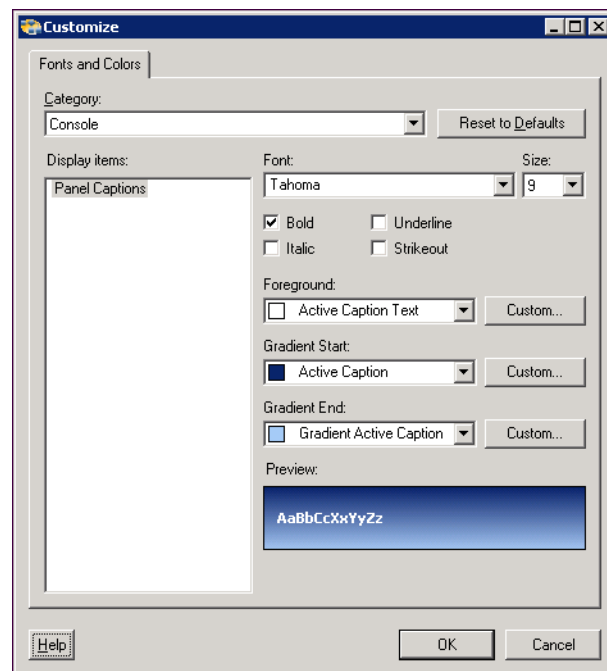 Customize
Fonts and Colors
Category:
Console
Reset to Defaults
Display items:
Panel Captions
Font:
Size:
Tahoma
9
Bold
Underline
Italic
Strikeout
Foreground:
Active Caption Text
Custom...
Gradient Start:
Active Caption
Custom...
Gradient End:
Gradient Active Caption
Custom...
Preview:
AaBbCcXxYyZz
Help
OK
Cancel